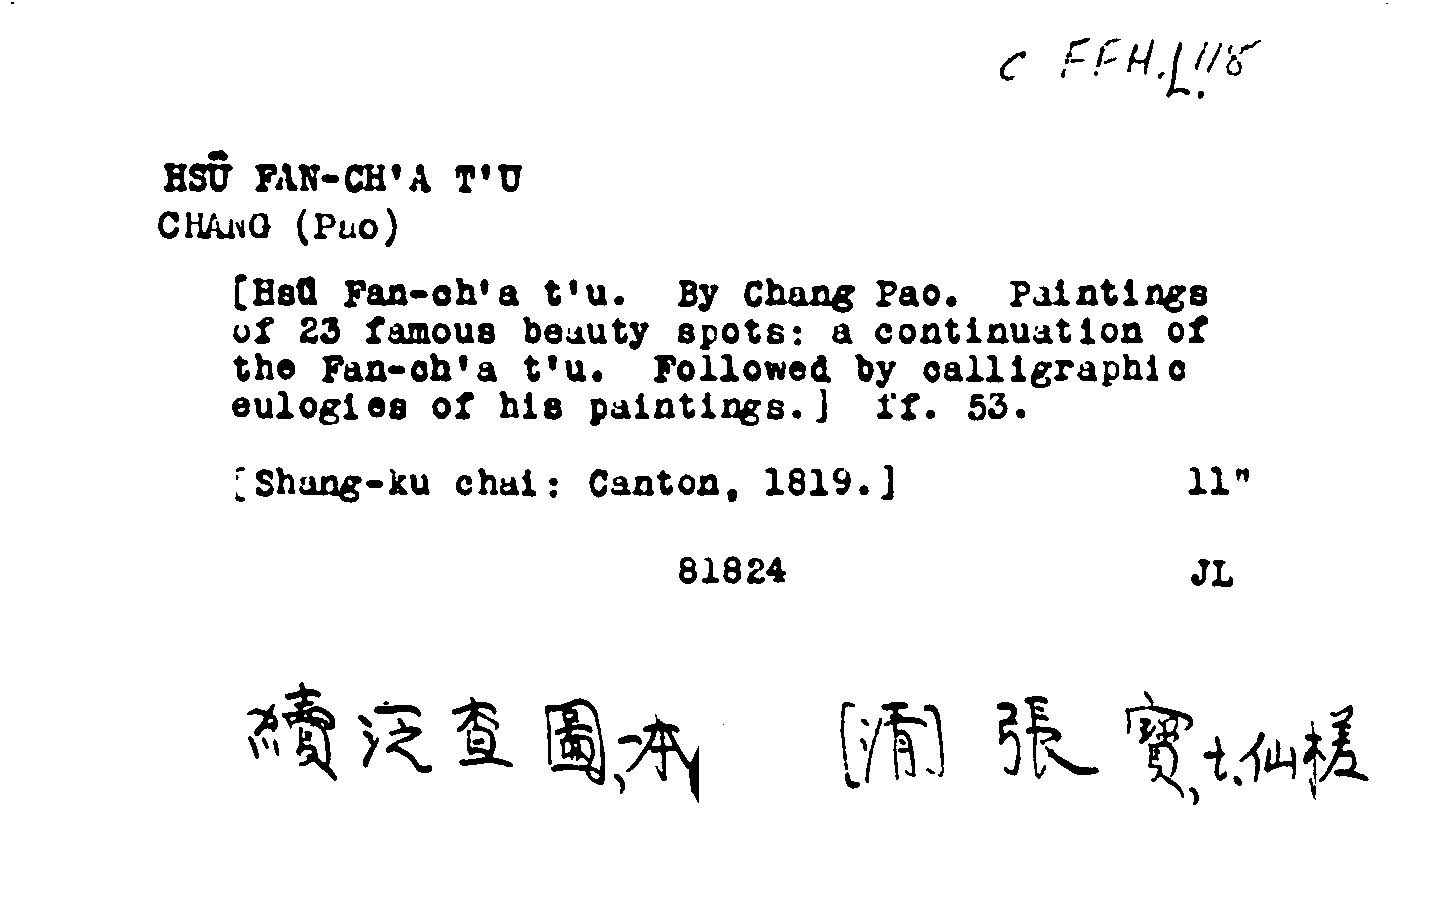 C FFH.L.118
HSÜ FAN-CH'A T'U
CHANG (Pao)
[Hsü Fan-ch'a t'u. By Chang Pao. Paintings
of 23 famous beauty spots: a continuation of
the Fan-ch'a t'u. Followed by calligraphic
eulogies of his paintings.] ff. 53.
[Shang-ku chai: Canton, 1819.] 11"
81824 JL
續泛查圖,一本 [清] 張寶,t.仙槎